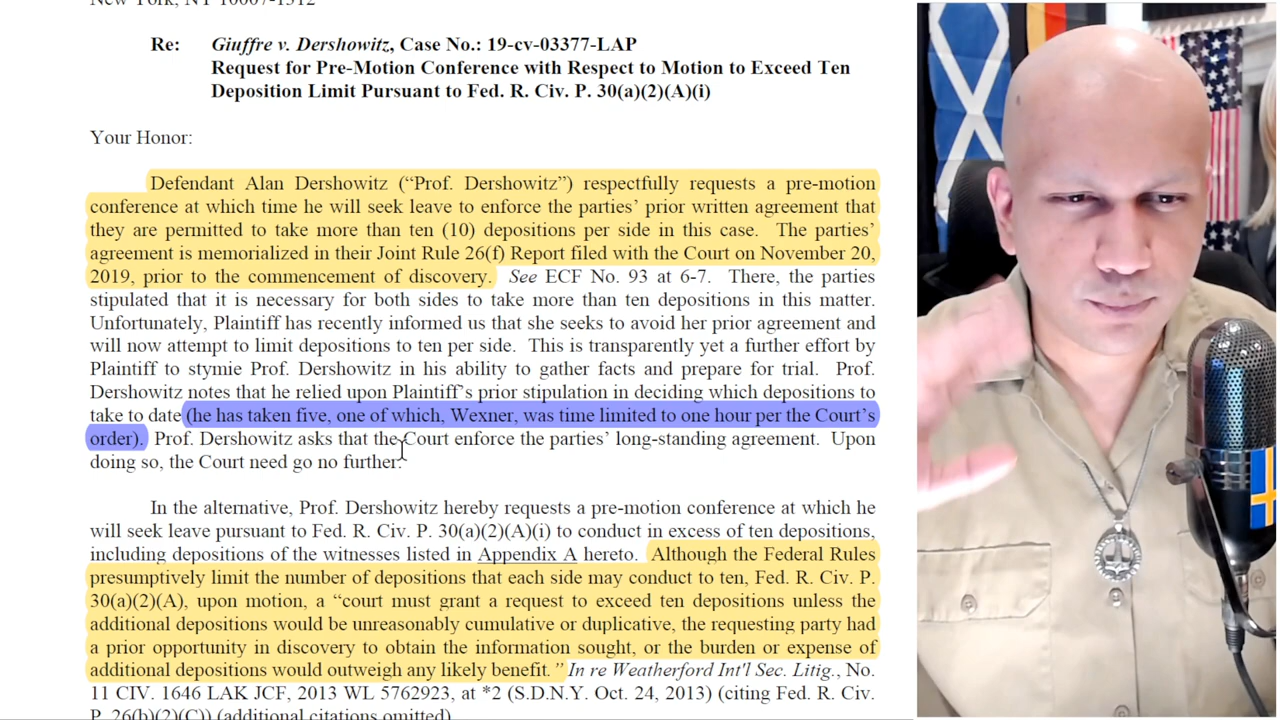 New York, NY 10007-1312
Re: Giuffre v. Dershowitz, Case No.: 19-cv-03377-LAP
Request for Pre-Motion Conference with Respect to Motion to Exceed Ten
Deposition Limit Pursuant to Fed. R. Civ. P. 30(a)(2)(A)(i)
Your Honor:
Defendant Alan Dershowitz (“Prof. Dershowitz”) respectfully requests a pre-motion
conference at which time he will seek leave to enforce the parties’ prior written agreement that
they are permitted to take more than ten (10) depositions per side in this case. The parties’
agreement is memorialized in their Joint Rule 26(f) Report filed with the Court on November 20,
2019, prior to the commencement of discovery. See ECF No. 93 at 6-7. There, the parties
stipulated that it is necessary for both sides to take more than ten depositions in this matter.
Unfortunately, Plaintiff has recently informed us that she seeks to avoid her prior agreement and
will now attempt to limit depositions to ten per side. This is transparently yet a further effort by
Plaintiff to stymie Prof. Dershowitz in his ability to gather facts and prepare for trial. Prof.
Dershowitz notes that he relied upon Plaintiff’s prior stipulation in deciding which depositions to
take to date (he has taken five, one of which, Wexner, was time limited to one hour per the Court’s
order). Prof. Dershowitz asks that the Court enforce the parties’ long-standing agreement. Upon
doing so, the Court need go no further.
In the alternative, Prof. Dershowitz hereby requests a pre-motion conference at which he
will seek leave pursuant to Fed. R. Civ. P. 30(a)(2)(A)(i) to conduct in excess of ten depositions,
including depositions of the witnesses listed in Appendix A hereto. Although the Federal Rules
presumptively limit the number of depositions that each side may conduct to ten, Fed. R. Civ. P.
30(a)(2)(A), upon motion, a “court must grant a request to exceed ten depositions unless the
additional depositions would be unreasonably cumulative or duplicative, the requesting party had
a prior opportunity in discovery to obtain the information sought, or the burden or expense of
additional depositions would outweigh any likely benefit.” In re Weatherford Int'l Sec. Litig., No.
11 CIV. 1646 LAK JCF, 2013 WL 5762923, at *2 (S.D.N.Y. Oct. 24, 2013) (citing Fed. R. Civ.
P. 26(b)(2)(C)) (additional citations omitted)